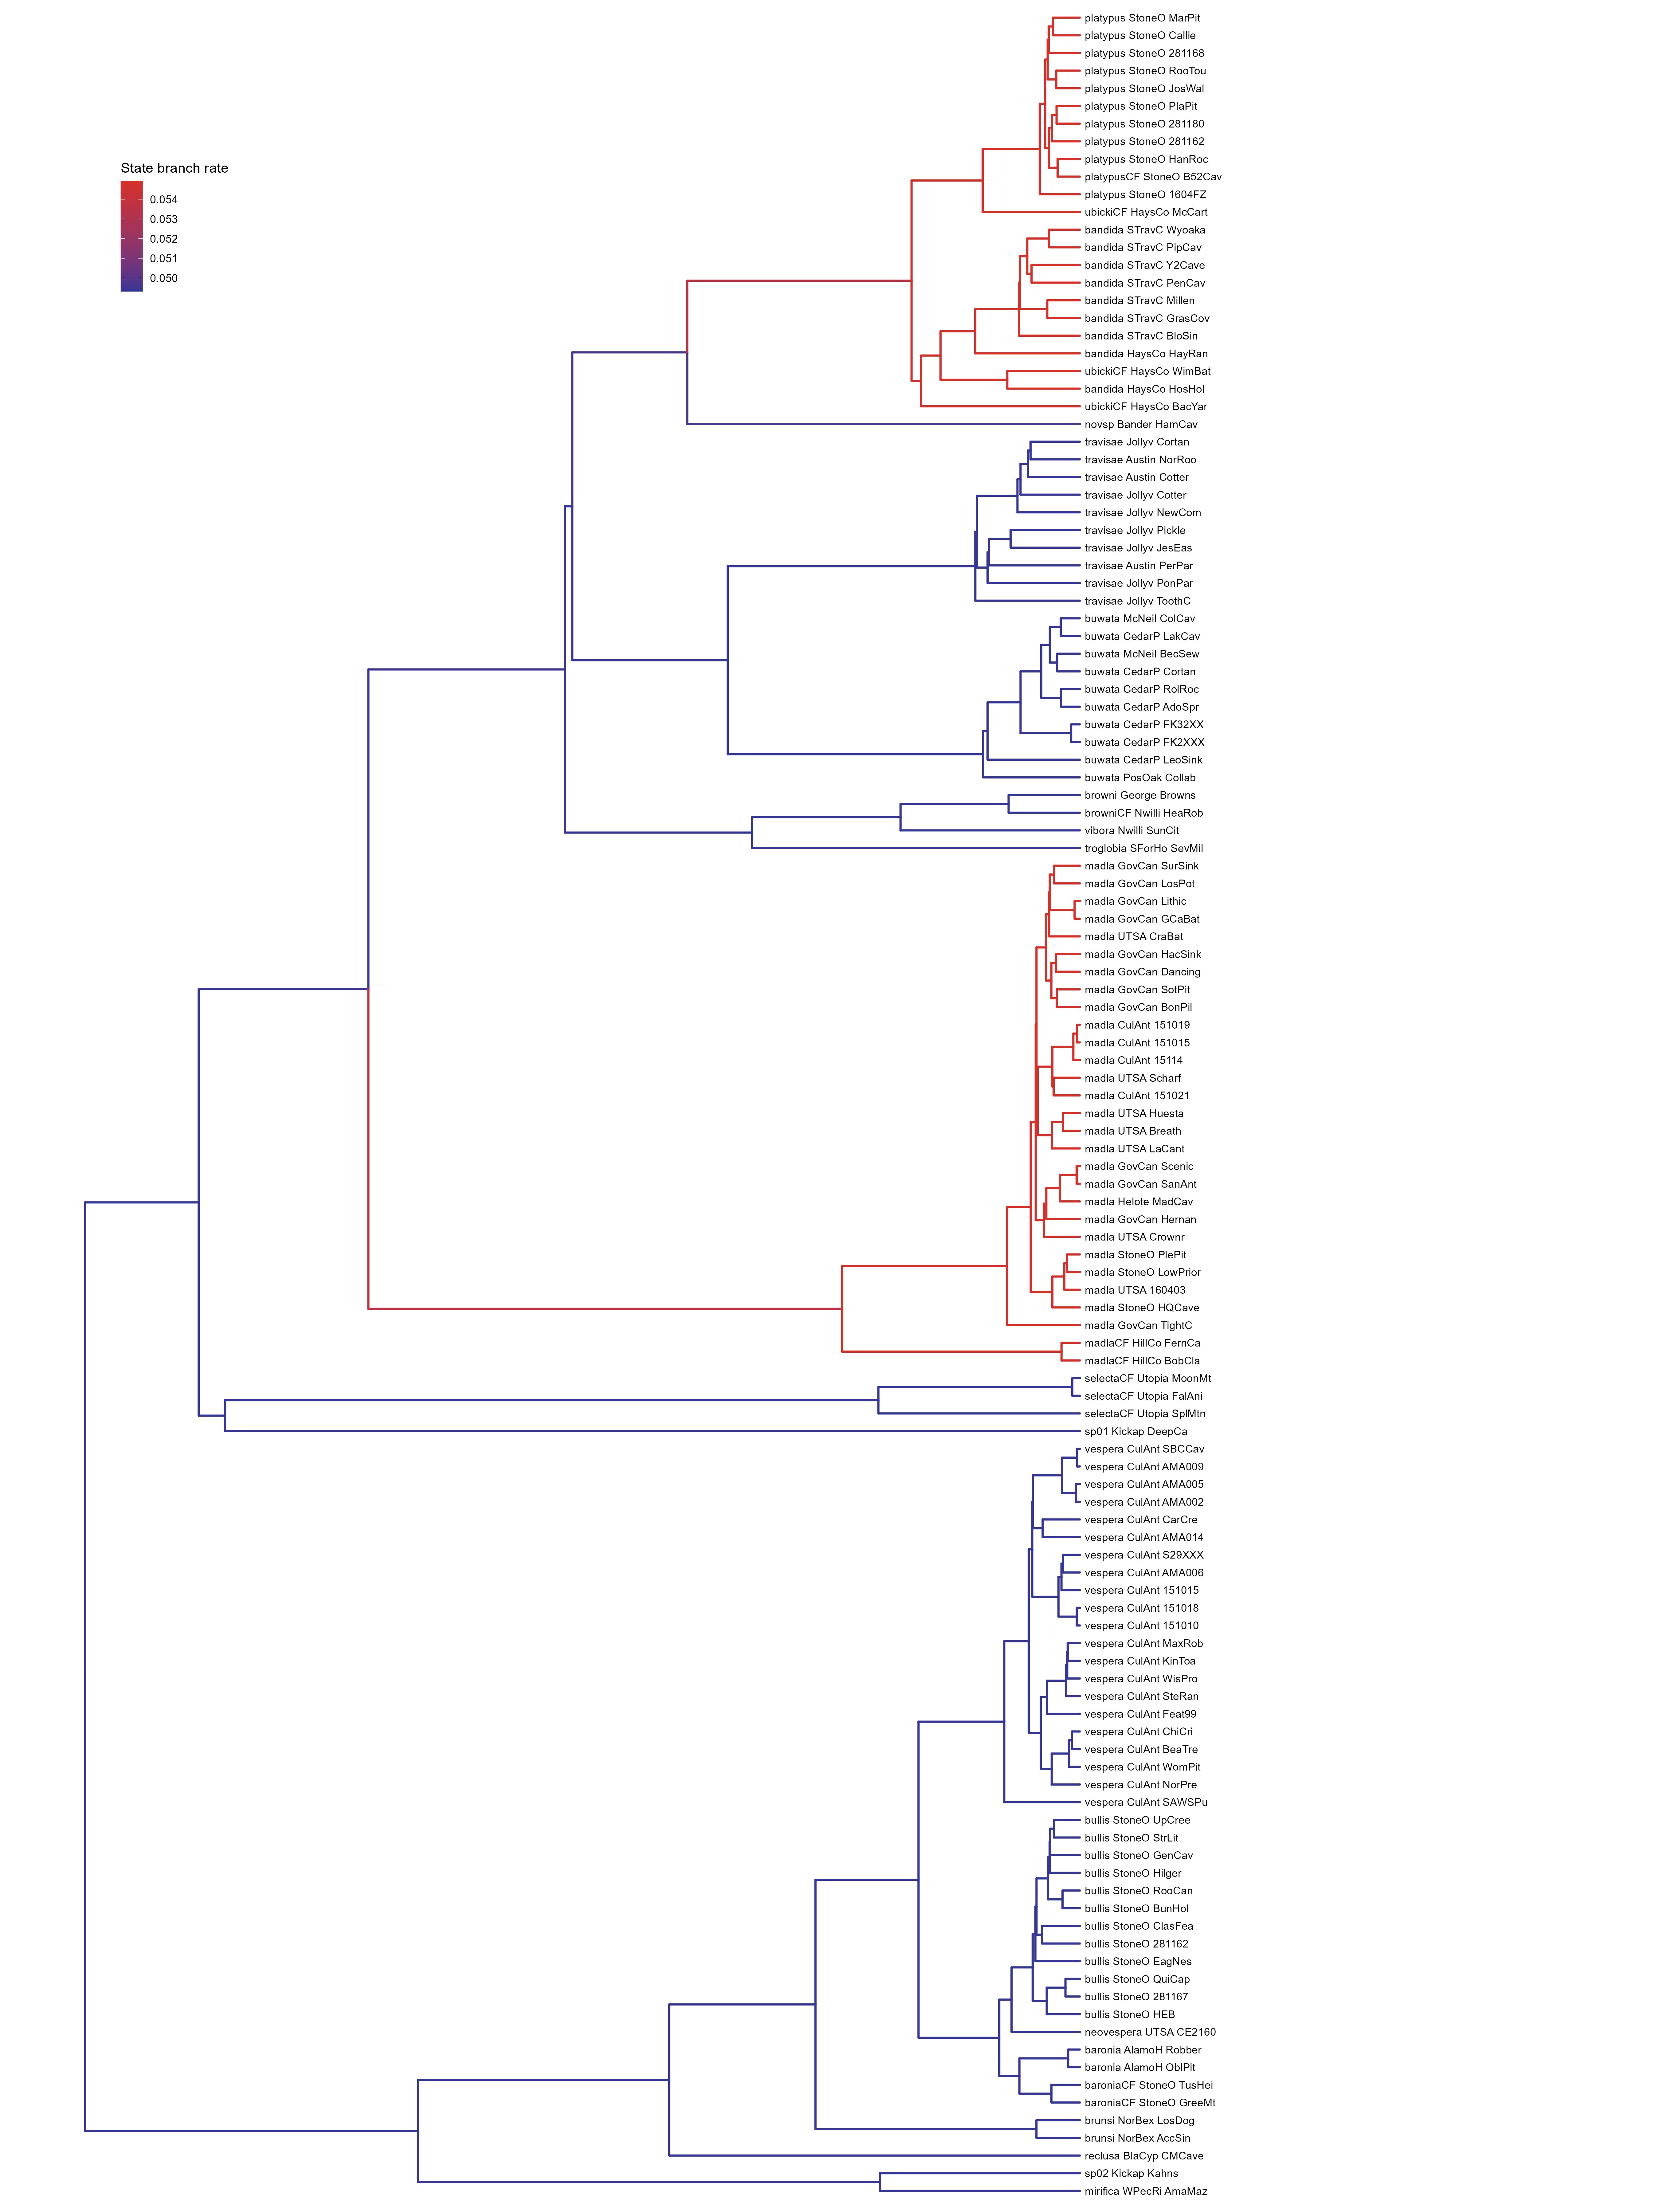 State branch rate
0.054
0.053
0.052
0.051
0.050
platypus StoneO MarPit
platypus StoneO Callie
platypus StoneO 281168
platypus StoneO RooTou
platypus StoneO JosWal
platypus StoneO PlaPit
platypus StoneO 281180
platypus StoneO 281162
platypus StoneO HanRoc
platypusCF StoneO B52Cav
platypus StoneO 1604FZ
ubickiCF HaysCo McCart
bandida STravC Wyoaka
bandida STravC PipCav
bandida STravC Y2Cave
bandida STravC PenCav
bandida STravC Millen
bandida STravC GrasCov
bandida STravC BloSin
bandida HaysCo HayRan
ubickiCF HaysCo WimBat
bandida HaysCo HosHol
ubickiCF HaysCo BacYar
novsp Bander HamCav
travisae Jollyv Cortan
travisae Austin NorRoo
travisae Austin Cotter
travisae Jollyv Cotter
travisae Jollyv NewCom
travisae Jollyv Pickle
travisae Jollyv JesEas
travisae Austin PerPar
travisae Jollyv PonPar
travisae Jollyv ToothC
buwata McNeil ColCav
buwata CedarP LakCav
buwata McNeil BecSew
buwata CedarP Cortan
buwata CedarP RolRoc
buwata CedarP AdoSpr
buwata CedarP FK32XX
buwata CedarP FK2XXX
buwata CedarP LeoSink
buwata PosOak Collab
browni George Browns
browniCF Nwilli HeaRob
vibora Nwilli SunCit
troglobia SForHo SevMil
madla GovCan SurSink
madla GovCan LosPot
madla GovCan Lithic
madla GovCan GCaBat
madla UTSA CraBat
madla GovCan HacSink
madla GovCan Dancing
madla GovCan SotPit
madla GovCan BonPil
madla CulAnt 151019
madla CulAnt 151015
madla CulAnt 15114
madla UTSA Scharf
madla CulAnt 151021
madla UTSA Huesta
madla UTSA Breath
madla UTSA LaCant
madla GovCan Scenic
madla GovCan SanAnt
madla Helote MadCav
madla GovCan Hernan
madla UTSA Crownr
madla StoneO PlePit
madla StoneO LowPrior
madla UTSA 160403
madla StoneO HQCave
madla GovCan TightC
madlaCF HillCo FernCa
madlaCF HillCo BobCla
selectaCF Utopia MoonMt
selectaCF Utopia FalAni
selectaCF Utopia SplMtn
sp01 Kickap DeepCa
vespera CulAnt SBCCav
vespera CulAnt AMA009
vespera CulAnt AMA005
vespera CulAnt AMA002
vespera CulAnt CarCre
vespera CulAnt AMA014
vespera CulAnt S29XXX
vespera CulAnt AMA006
vespera CulAnt 151015
vespera CulAnt 151018
vespera CulAnt 151010
vespera CulAnt MaxRob
vespera CulAnt KinToa
vespera CulAnt WisPro
vespera CulAnt SteRan
vespera CulAnt Feat99
vespera CulAnt ChiCri
vespera CulAnt BeaTre
vespera CulAnt WomPit
vespera CulAnt NorPre
vespera CulAnt SAWSPu
bullis StoneO UpCree
bullis StoneO StrLit
bullis StoneO GenCav
bullis StoneO Hilger
bullis StoneO RooCan
bullis StoneO BunHol
bullis StoneO ClasFea
bullis StoneO 281162
bullis StoneO EagNes
bullis StoneO QuiCap
bullis StoneO 281167
bullis StoneO HEB
neovespera UTSA CE2160
baronia AlamoH Robber
baronia AlamoH OblPit
baroniaCF StoneO TusHei
baroniaCF StoneO GreeMt
brunsi NorBex LosDog
brunsi NorBex AccSin
reclusa BlaCyp CMCave
sp02 Kickap Kahns
mirifica WPecRi AmaMaz